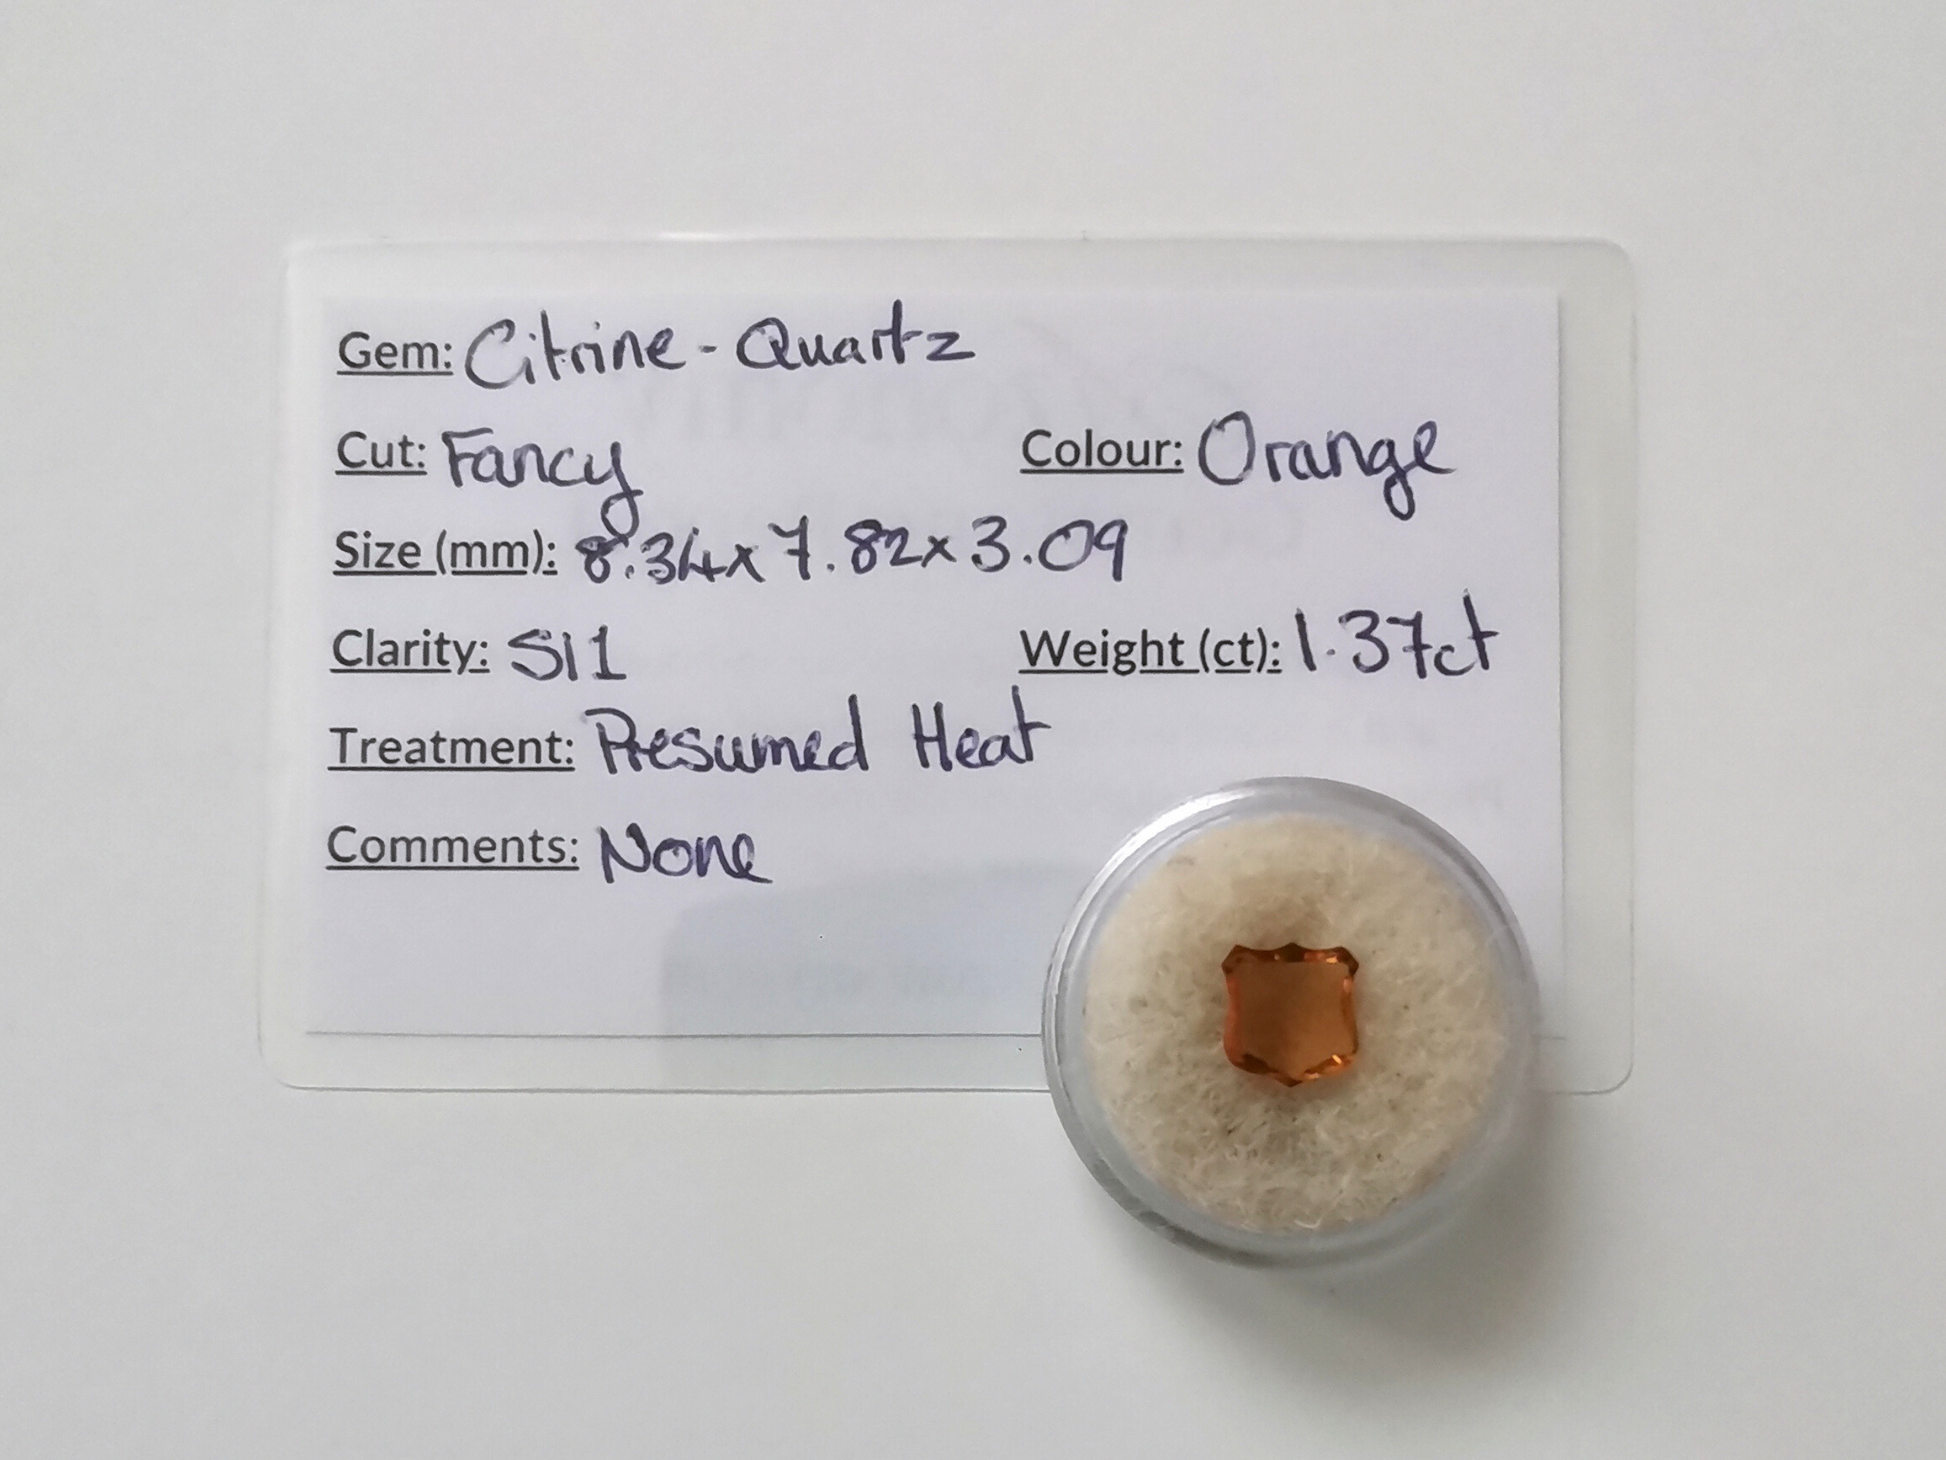 Gem: Citrine - Quartz
Cut: Fancy Colour: Orange
Size (mm): 8.34x7.82x3.09
Clarity: SI1 Weight (ct): 1.37ct
Treatment: Presumed Heat
Comments: None